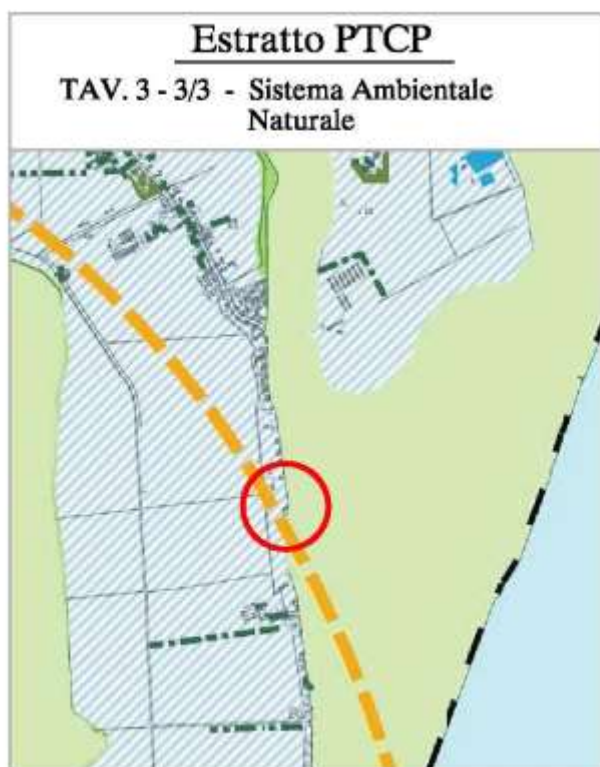 Estratto PTCP
TAV. 3 - 3/3 - Sistema Ambientale
Naturale